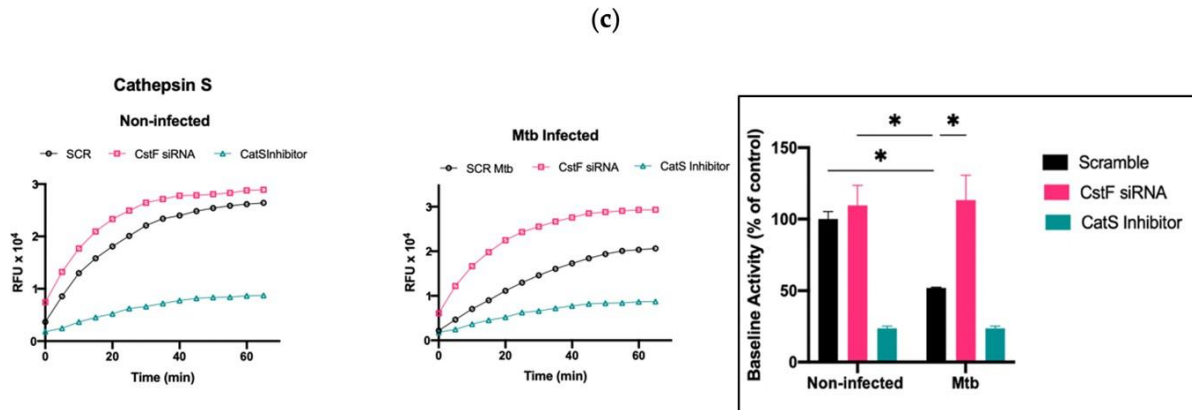 (c)
Cathepsin S
Non-infected
SCR CstF siRNA CatSInhibitor
3
2
1
0
RFU x 10⁴
0 20 40 60
Time (min)
Mtb Infected
SCR Mtb CstF siRNA CatS Inhibitor
3
2
1
0
RFU x 10⁴
0 20 40 60
Time (min)
* *
*
150
100
50
0
Baseline Activity (% of control)
Non-infected Mtb
Scramble
CstF siRNA
CatS Inhibitor